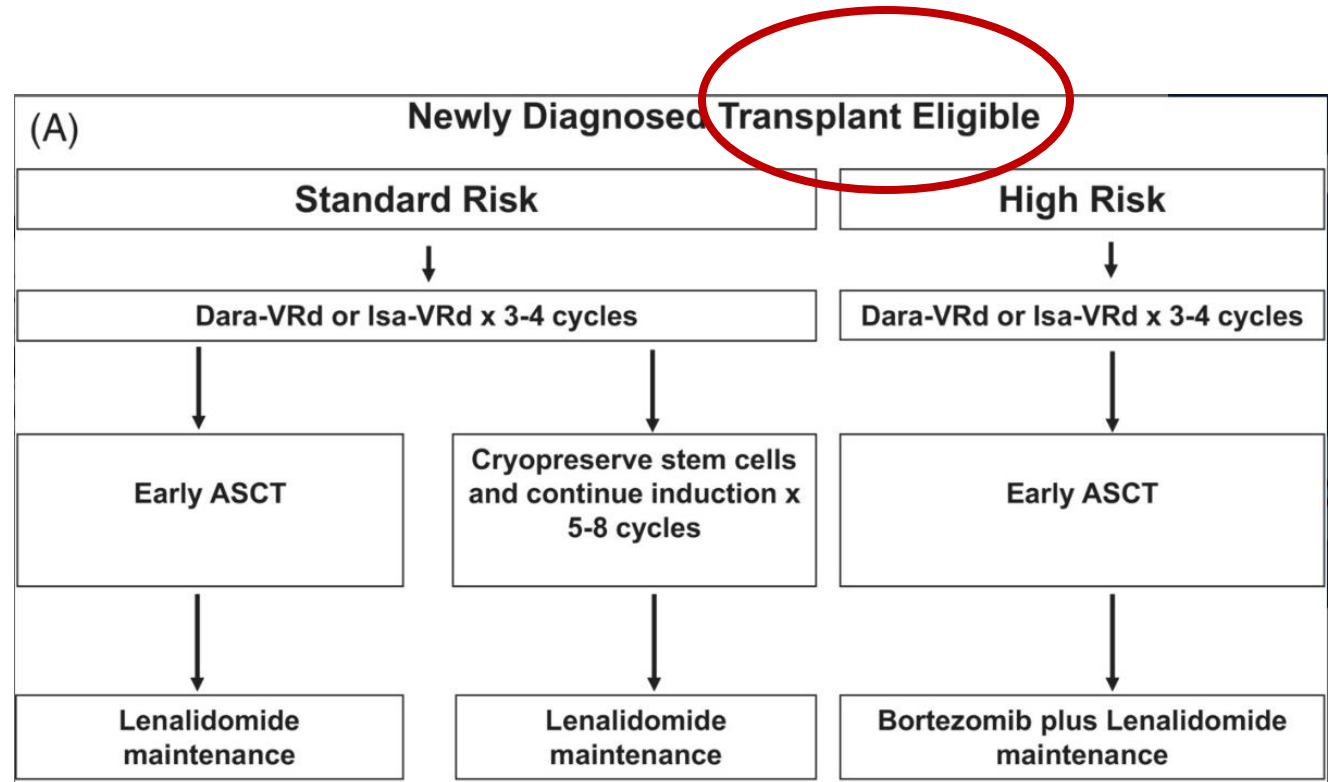 (A)
Newly Diagnosed Transplant Eligible
Standard Risk
High Risk
Dara-VRd or Isa-VRd x 3-4 cycles
Dara-VRd or Isa-VRd x 3-4 cycles
Early ASCT
Cryopreserve stem cells
and continue induction x
5-8 cycles
Early ASCT
Lenalidomide
maintenance
Lenalidomide
maintenance
Bortezomib plus Lenalidomide
maintenance